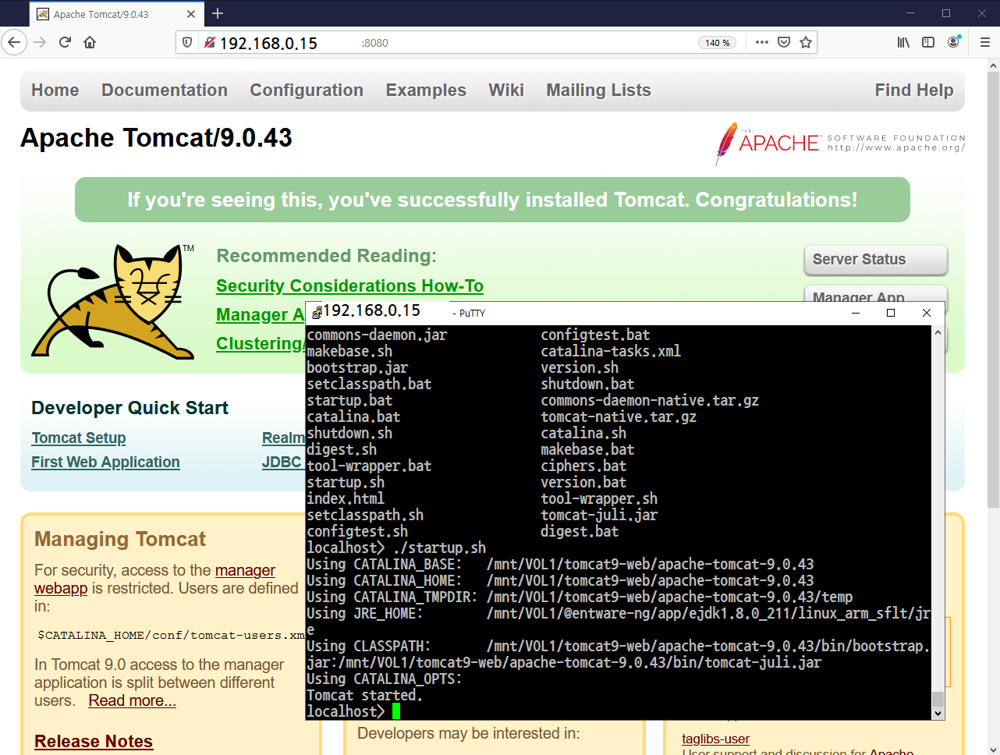 Apache Tomcat/9.0.43
192.168.0.15 :8080
140 %
Home Documentation Configuration Examples Wiki Mailing Lists Find Help
Apache Tomcat/9.0.43
THE
APACHE SOFTWARE FOUNDATION
http://www.apache.org/
If you're seeing this, you've successfully installed Tomcat. Congratulations!
TM
Recommended Reading:
Security Considerations How-To
Manager A
Clustering/
Server Status
Manager App
Developer Quick Start
Tomcat Setup
First Web Application
Realm
JDBC
Managing Tomcat
For security, access to the manager
webapp is restricted. Users are defined
in:
$CATALINA_HOME/conf/tomcat-users.xm
In Tomcat 9.0 access to the manager
application is split between different
users. Read more...
Release Notes
192.168.0.15 - PuTTY
commons-daemon.jar configtest.bat
makebase.sh catalina-tasks.xml
bootstrap.jar version.sh
setclasspath.bat shutdown.bat
startup.bat commons-daemon-native.tar.gz
catalina.bat tomcat-native.tar.gz
shutdown.sh catalina.sh
digest.sh makebase.bat
tool-wrapper.bat ciphers.bat
startup.sh version.bat
index.html tool-wrapper.sh
setclasspath.sh tomcat-juli.jar
configtest.sh digest.bat
localhost> ./startup.sh
Using CATALINA_BASE: /mnt/VOL1/tomcat9-web/apache-tomcat-9.0.43
Using CATALINA_HOME: /mnt/VOL1/tomcat9-web/apache-tomcat-9.0.43
Using CATALINA_TMPDIR: /mnt/VOL1/tomcat9-web/apache-tomcat-9.0.43/temp
Using JRE_HOME: /mnt/VOL1/@entware-ng/app/ejdk1.8.0_211/linux_arm_sflt/jr
e
Using CLASSPATH: /mnt/VOL1/tomcat9-web/apache-tomcat-9.0.43/bin/bootstrap.
jar:/mnt/VOL1/tomcat9-web/apache-tomcat-9.0.43/bin/tomcat-juli.jar
Using CATALINA_OPTS:
Tomcat started.
localhost>
Developers may be interested in:
taglibs-user
User support and discussion for Apache